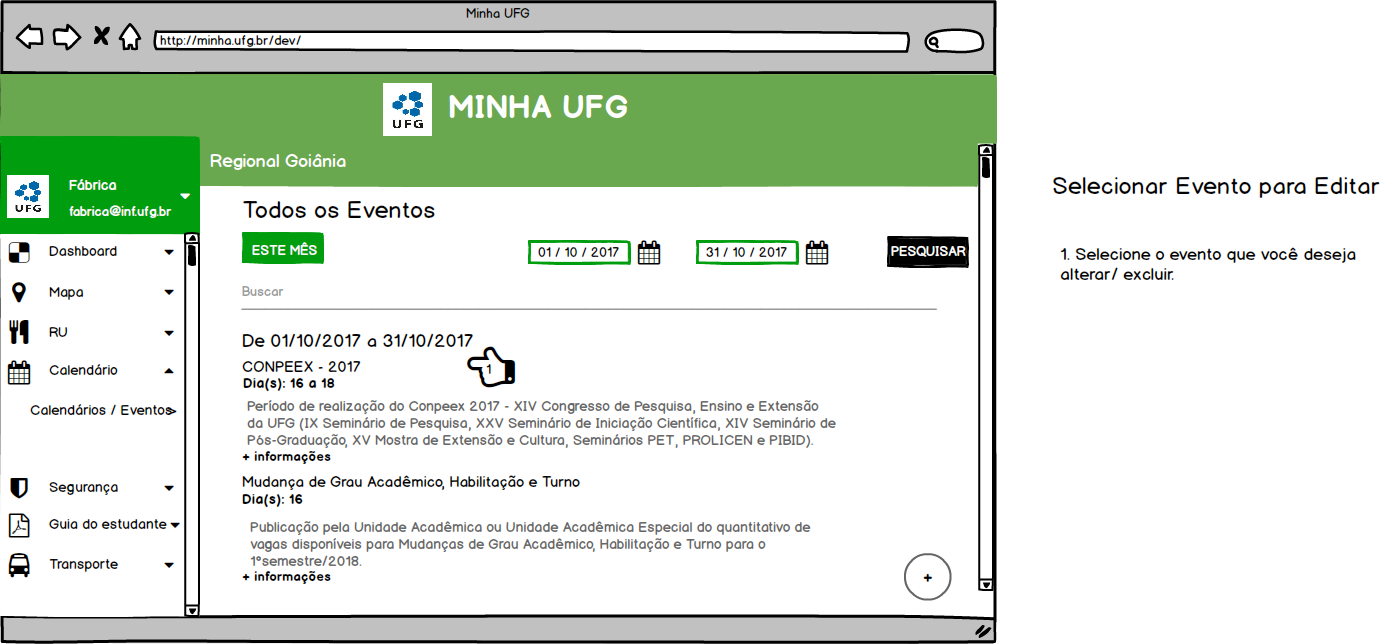 Minha UFG
http://minha.ufg.br/dev/
UFG
MINHA UFG
Regional Goiânia
UFG
Fábrica
fabrica@inf.ufg.br
Dashboard
Mapa
RU
Calendário
Calendários / Eventos>
Segurança
Guia do estudante
Transporte
Todos os Eventos
ESTE MÊS
01 / 10 / 2017
31 / 10 / 2017
PESQUISAR
Buscar
De 01/10/2017 a 31/10/2017
CONPEEX - 2017
1
Dia(s): 16 a 18
Período de realização do Conpeex 2017 - XIV Congresso de Pesquisa, Ensino e Extensão
da UFG (IX Seminário de Pesquisa, XXV Seminário de Iniciação Científica, XIV Seminário de
Pós-Graduação, XV Mostra de Extensão e Cultura, Seminários PET, PROLICEN e PIBID).
+ informações
Mudança de Grau Acadêmico, Habilitação e Turno
Dia(s): 16
Publicação pela Unidade Acadêmica ou Unidade Acadêmica Especial do quantitativo de
vagas disponíveis para Mudanças de Grau Acadêmico, Habilitação e Turno para o
1ºsemestre/2018.
+ informações
+
Selecionar Evento para Editar
1. Selecione o evento que você deseja
alterar/ excluir.